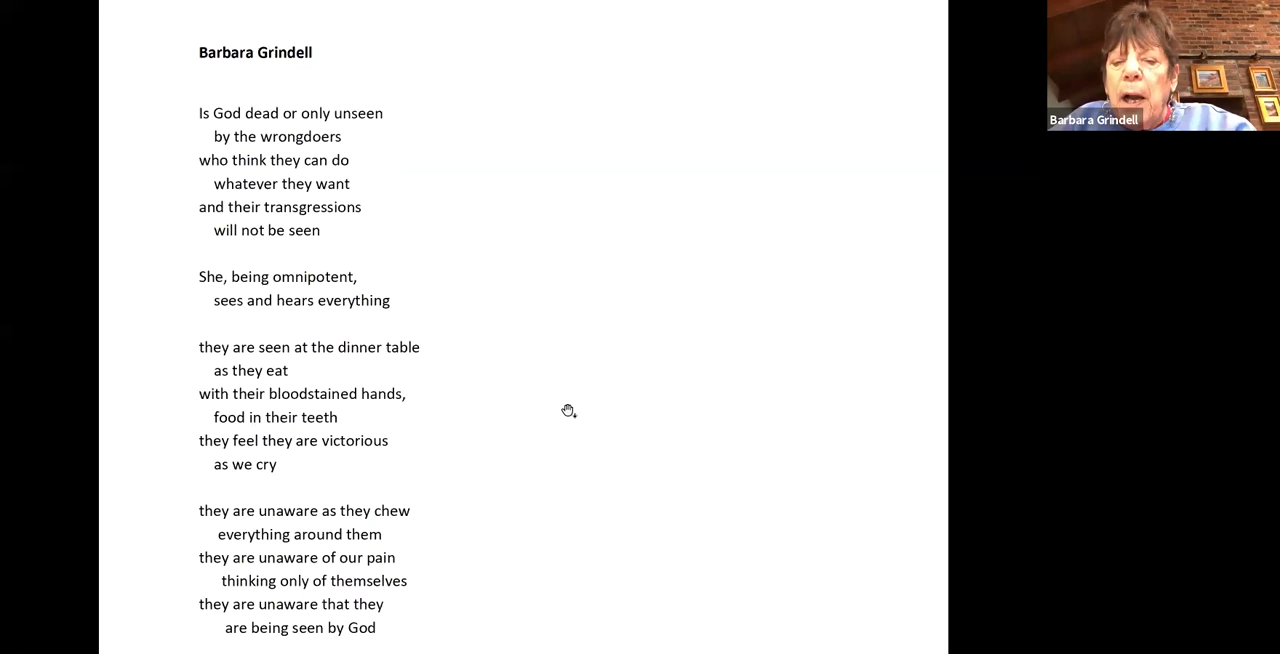 Barbara Grindell
Is God dead or only unseen
by the wrongdoers
who think they can do
whatever they want
and their transgressions
will not be seen
She, being omnipotent,
sees and hears everything
they are seen at the dinner table
as they eat
with their bloodstained hands,
food in their teeth
they feel they are victorious
as we cry
they are unaware as they chew
everything around them
they are unaware of our pain
thinking only of themselves
they are unaware that they
are being seen by God
Barbara Grindell